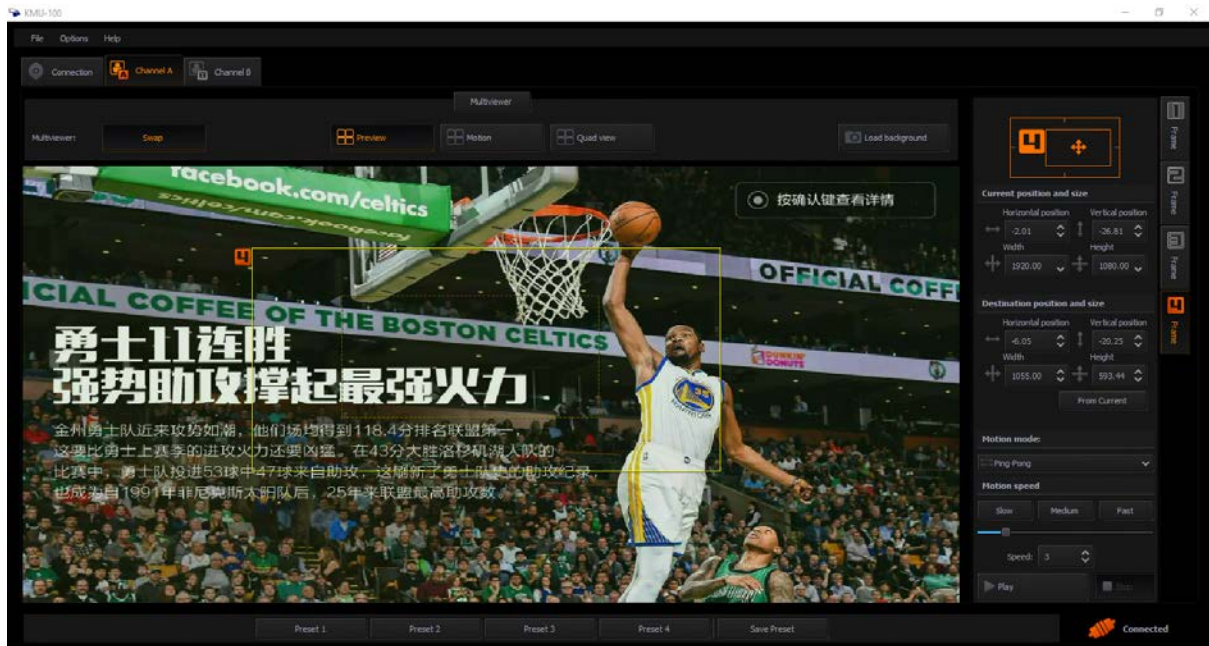 KMU-100
File Options Help
Connection Channel A Channel B
Multiviewer
Multiviewer: Swap Preview Motion Quad view Load background
facebook.com/celtics
按确认键查看详情
4
OFFICIAL COFFE
ICIAL COFFEE OF THE BOSTON CELTICS
DUNKIN'
DONUTS
勇士11连胜
强势助攻撑起最强火力
金州勇士队近来攻势如潮，他们场均得到118.4分排名联盟第一，
这要比勇士上赛季的进攻火力还要凶猛。在43分大胜洛杉矶湖人队的
比赛中，勇士队投进53球中47球来自助攻，这刷新了勇士队史的助攻纪录，
也成为自1991年菲尼克斯太阳队后，25年来联盟最高助攻数。
35
4
Current position and size
Horizontal position Vertical position
-2.01 -26.81
Width Height
1920.00 1080.00
Destination position and size
Horizontal position Vertical position
-6.05 -20.25
Width Height
1055.00 593.44
From Current
Motion mode:
Ping-Pong
Motion speed
Slow Medium Fast
Speed: 3
Play Stop
1 Frame
2 Frame
3 Frame
4 Frame
Preset 1 Preset 2 Preset 3 Preset 4 Save Preset
Connected